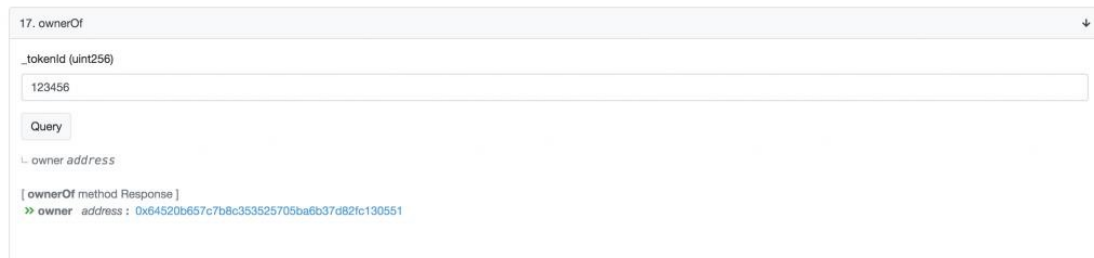 17. ownerOf
_tokenId (uint256)
123456
Query
owner address
[ ownerOf method Response ]
>> owner address : 0x64520b657c7b8c353525705ba6b37d82fc130551